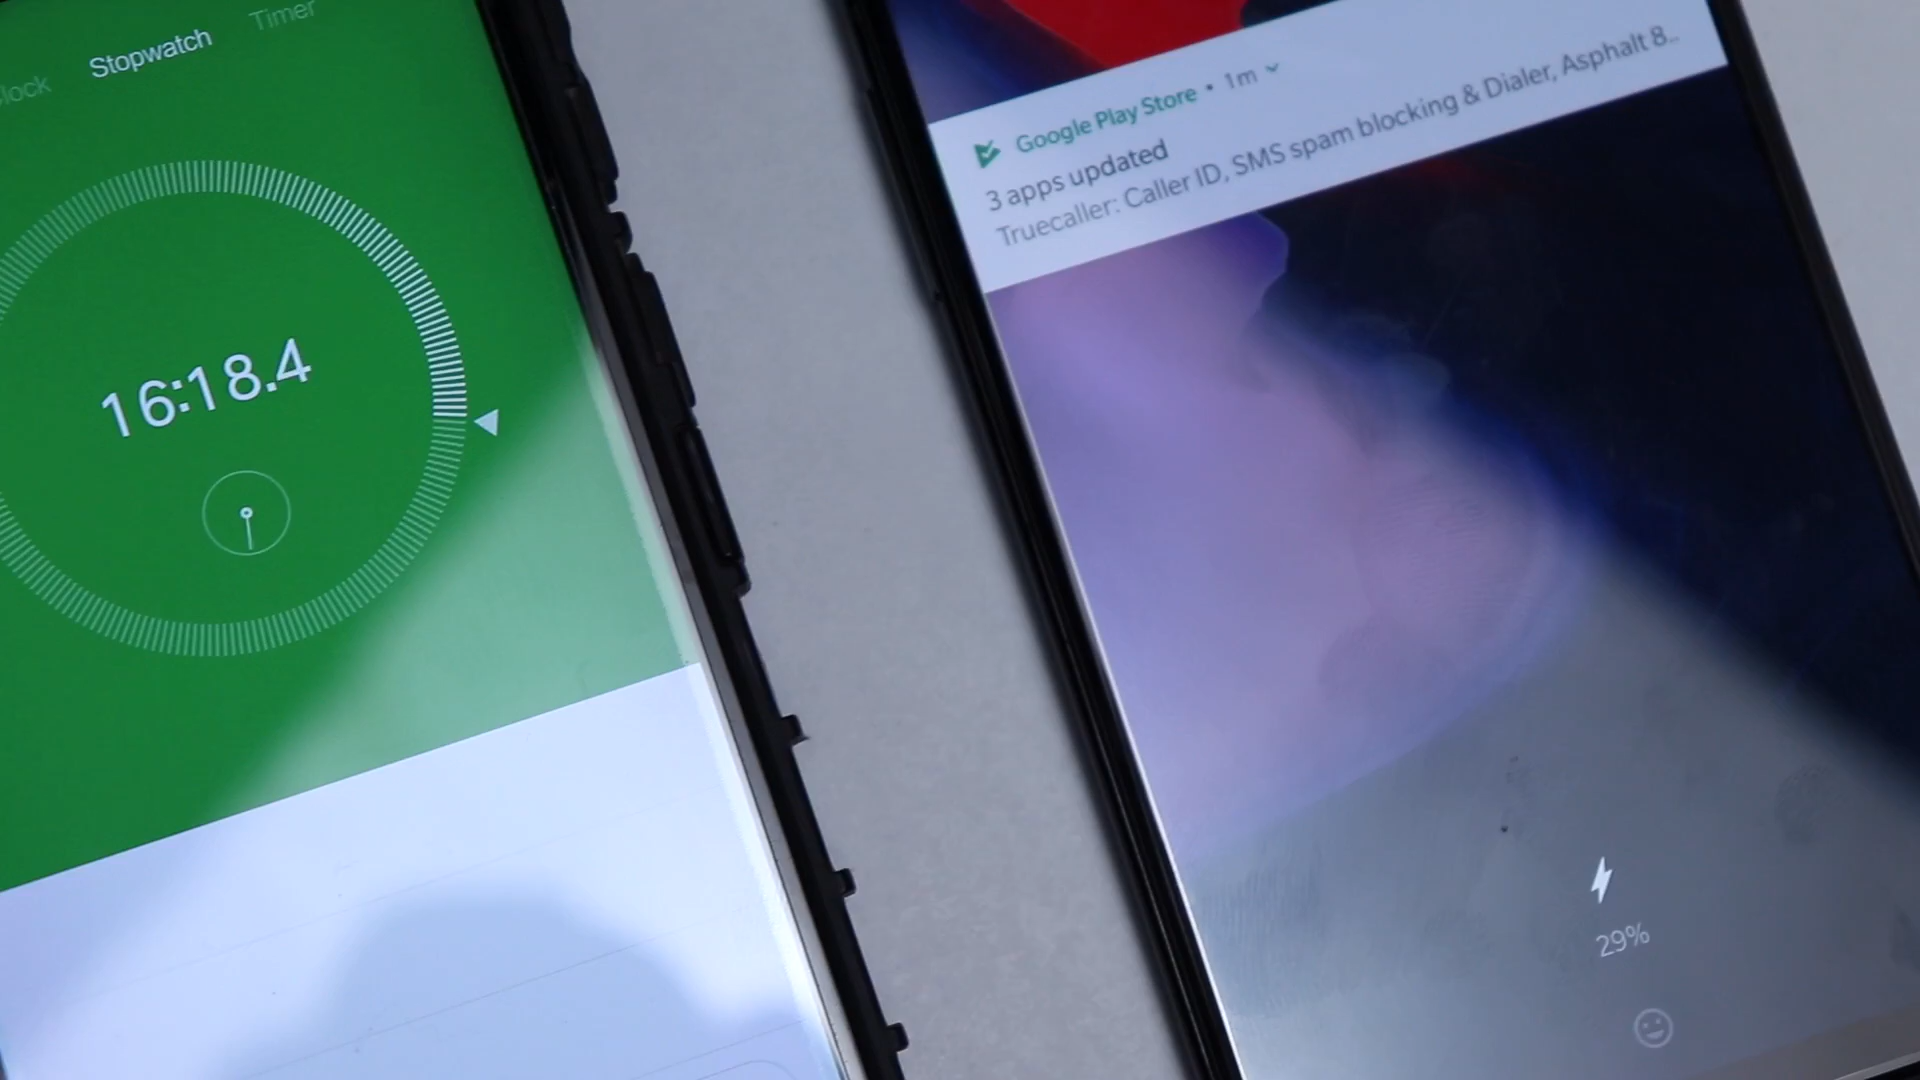 Clock
Stopwatch
Timer
16:18.4
Google Play Store • 1m
3 apps updated
Truecaller: Caller ID, SMS spam blocking & Dialer, Asphalt 8..
29%